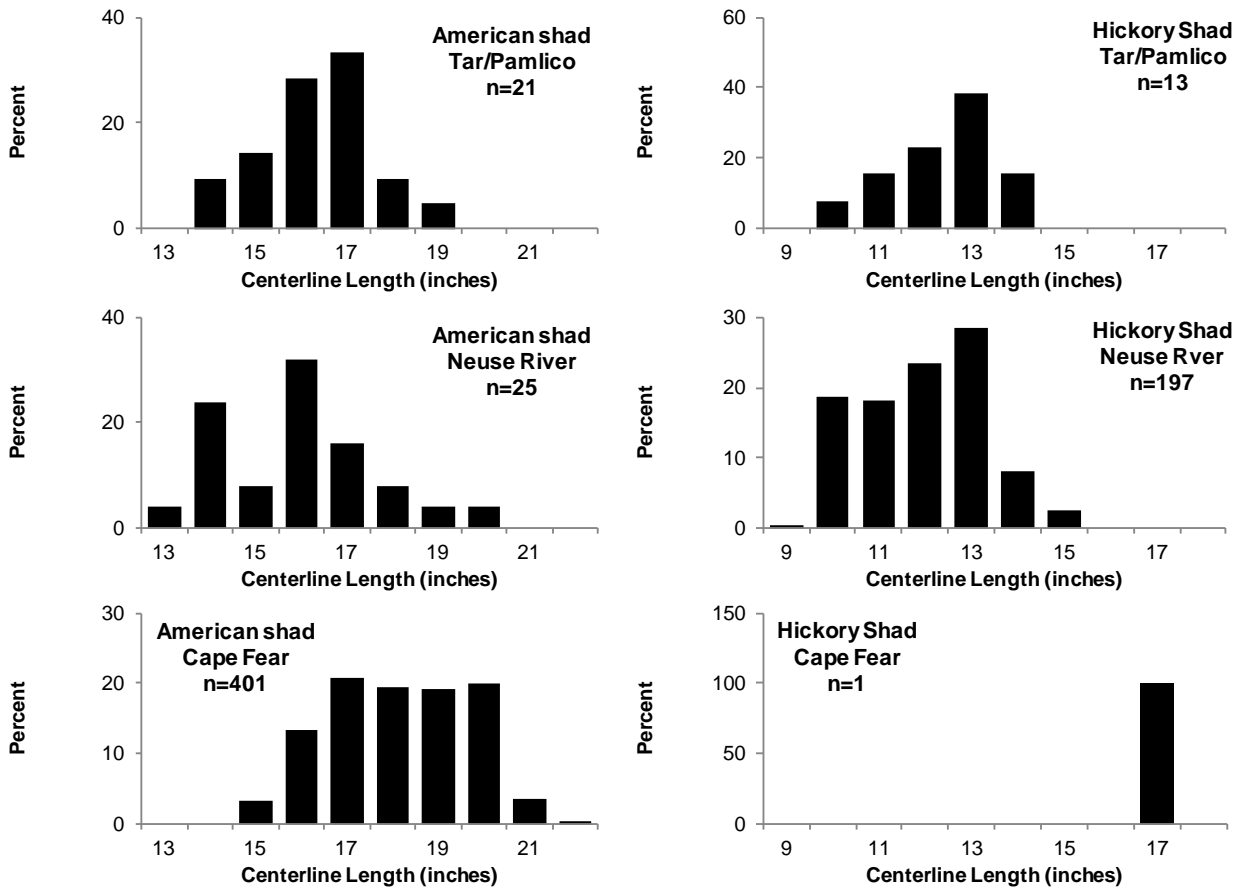 American shad
Tar/Pamlico
n=21
Percent
40
20
0
13 15 17 19 21
Centerline Length (inches)
Hickory Shad
Tar/Pamlico
n=13
Percent
60
40
20
0
9 11 13 15 17
Centerline Length (inches)
American shad
Neuse River
n=25
Percent
40
20
0
13 15 17 19 21
Centerline Length (inches)
Hickory Shad
Neuse Rver
n=197
Percent
30
20
10
0
9 11 13 15 17
Centerline Length (inches)
American shad
Cape Fear
n=401
Percent
30
20
10
0
13 15 17 19 21
Centerline Length (inches)
Hickory Shad
Cape Fear
n=1
Percent
150
100
50
0
9 11 13 15 17
Centerline Length (inches)